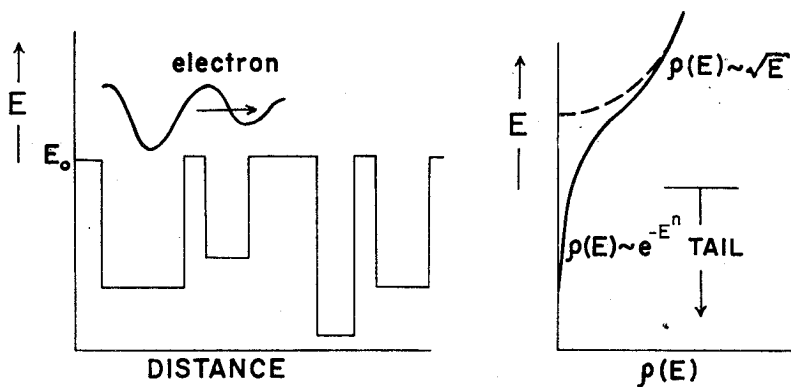 electron
E
E₀
DISTANCE
E
ρ(E)~√E
ρ(E)~e^-E^n TAIL
ρ(E)